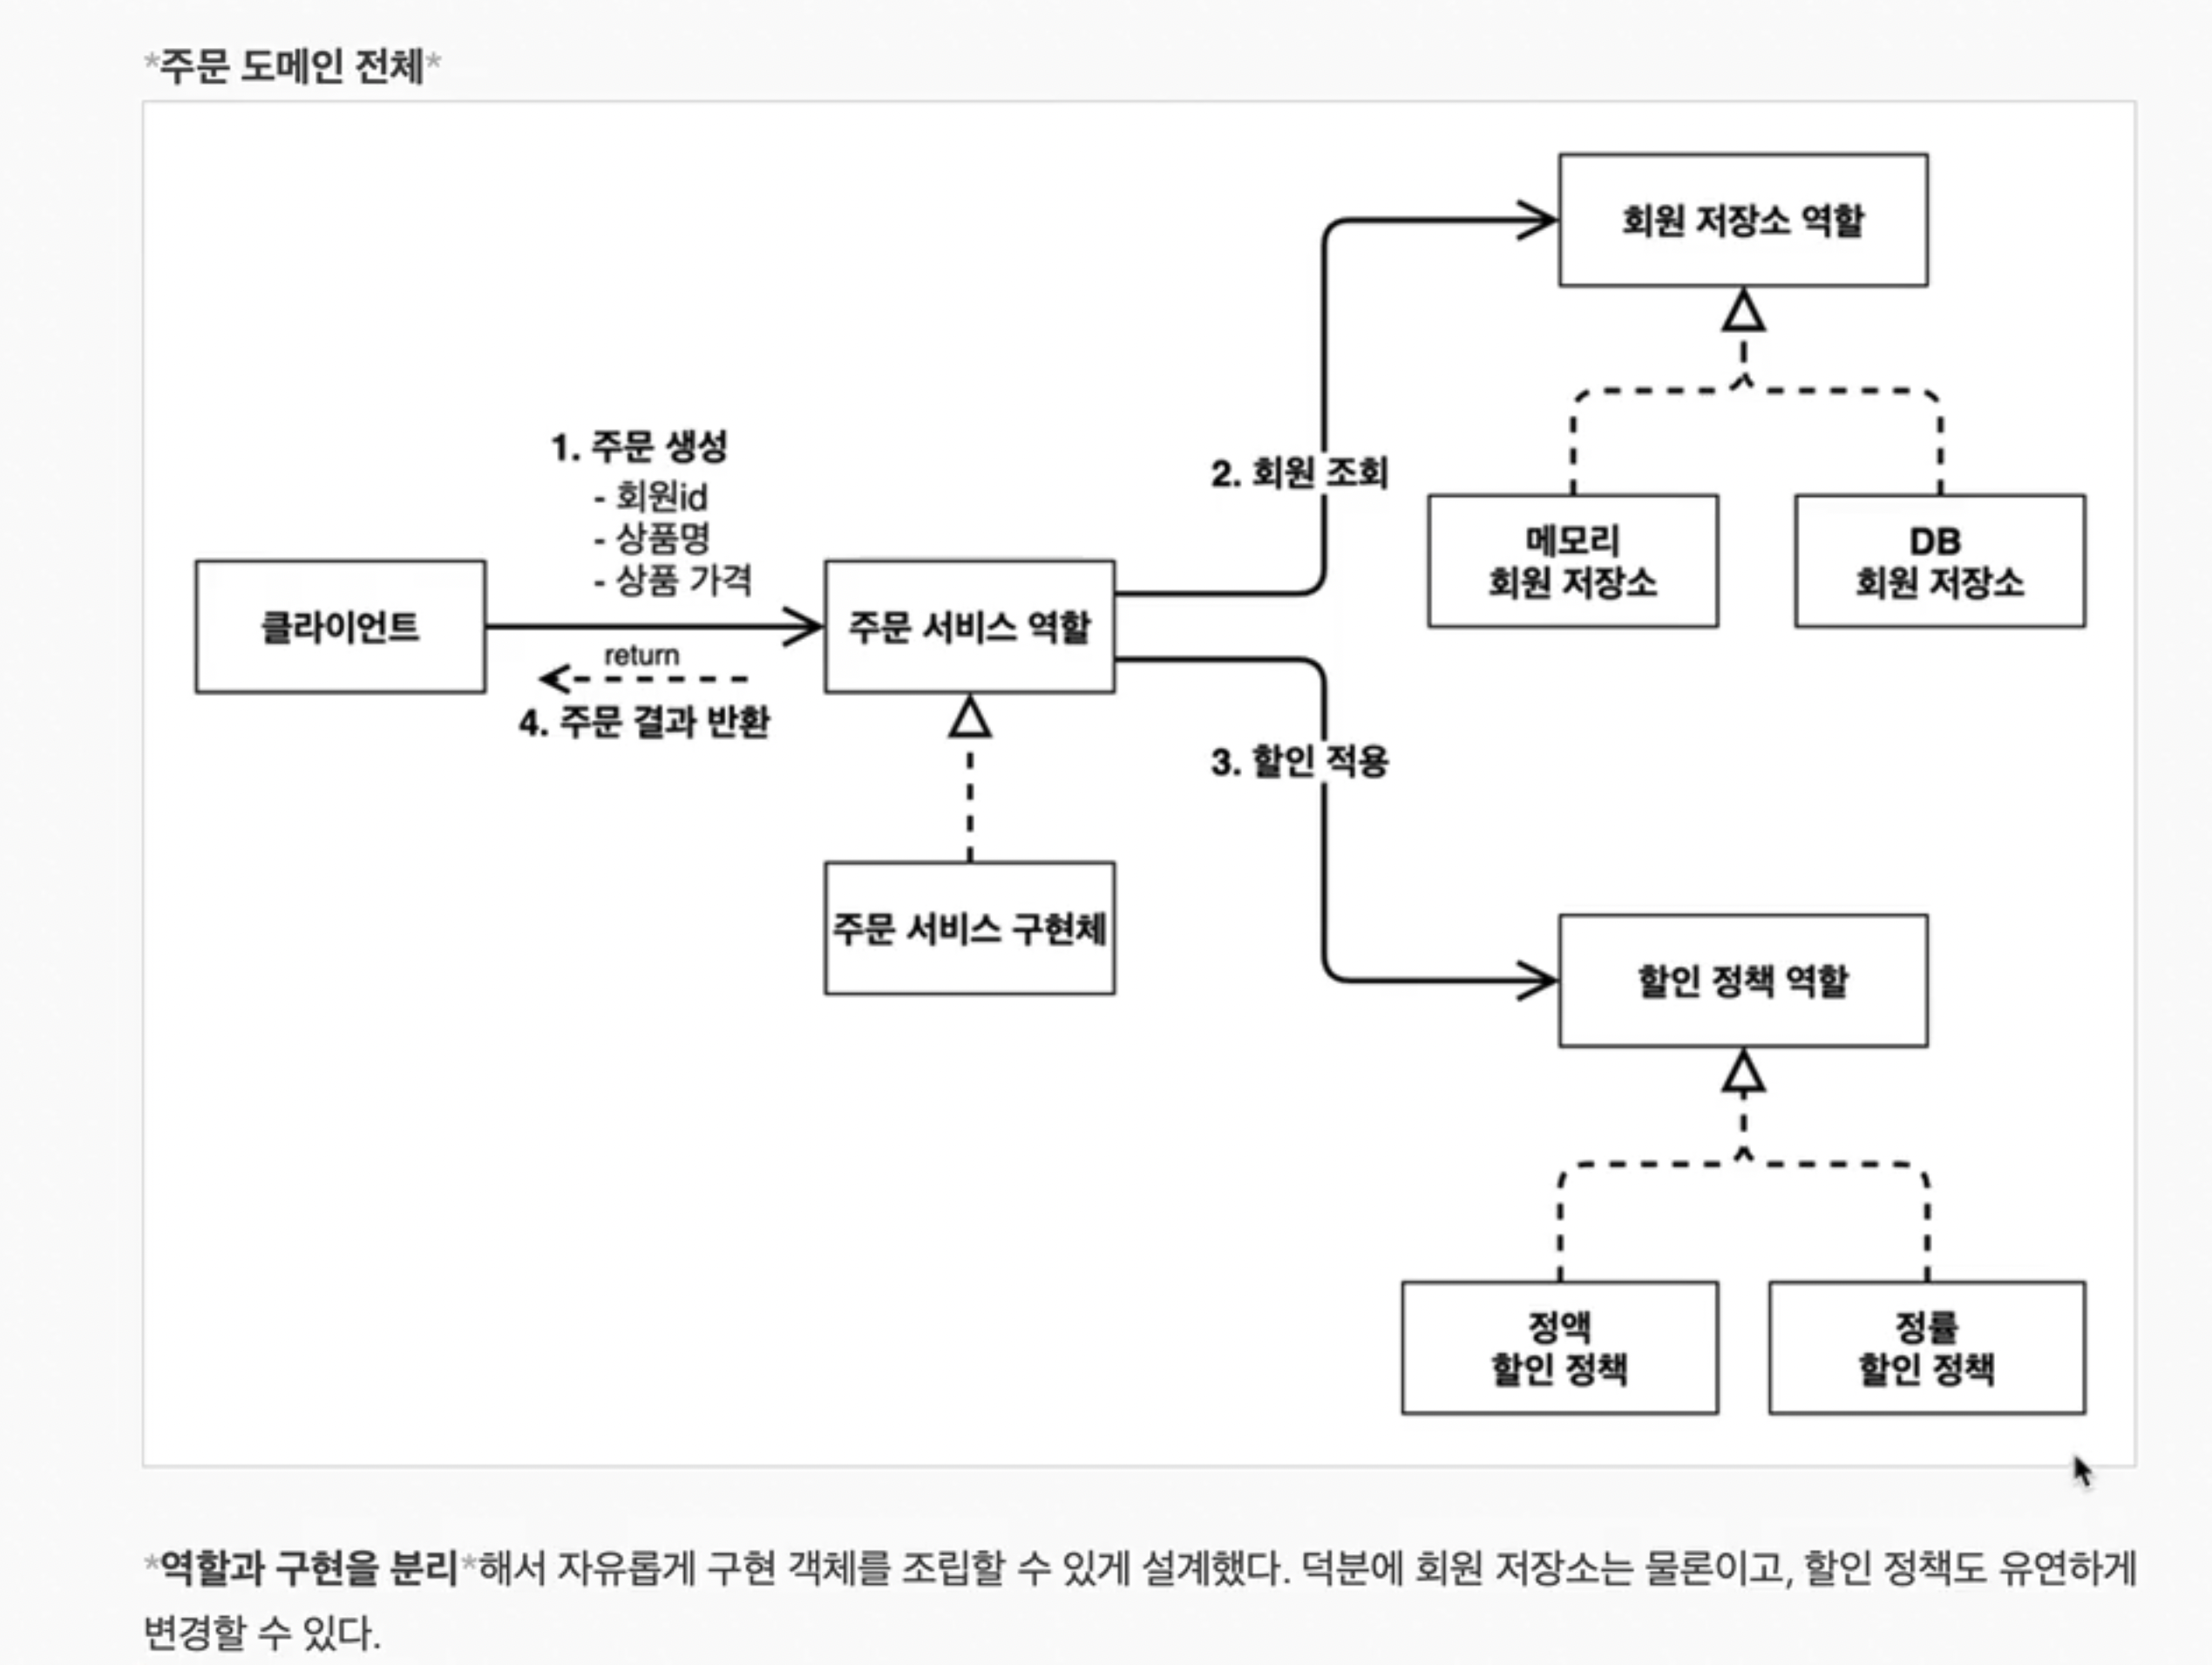 *주문 도메인 전체*
회원 저장소 역할
1. 주문 생성
- 회원id
- 상품명
- 상품 가격
2. 회원 조회
메모리
회원 저장소
DB
회원 저장소
클라이언트
주문 서비스 역할
return
4. 주문 결과 반환
3. 할인 적용
주문 서비스 구현체
할인 정책 역할
정액
할인 정책
정률
할인 정책
*역할과 구현을 분리*해서 자유롭게 구현 객체를 조립할 수 있게 설계했다. 덕분에 회원 저장소는 물론이고, 할인 정책도 유연하게
변경할 수 있다.